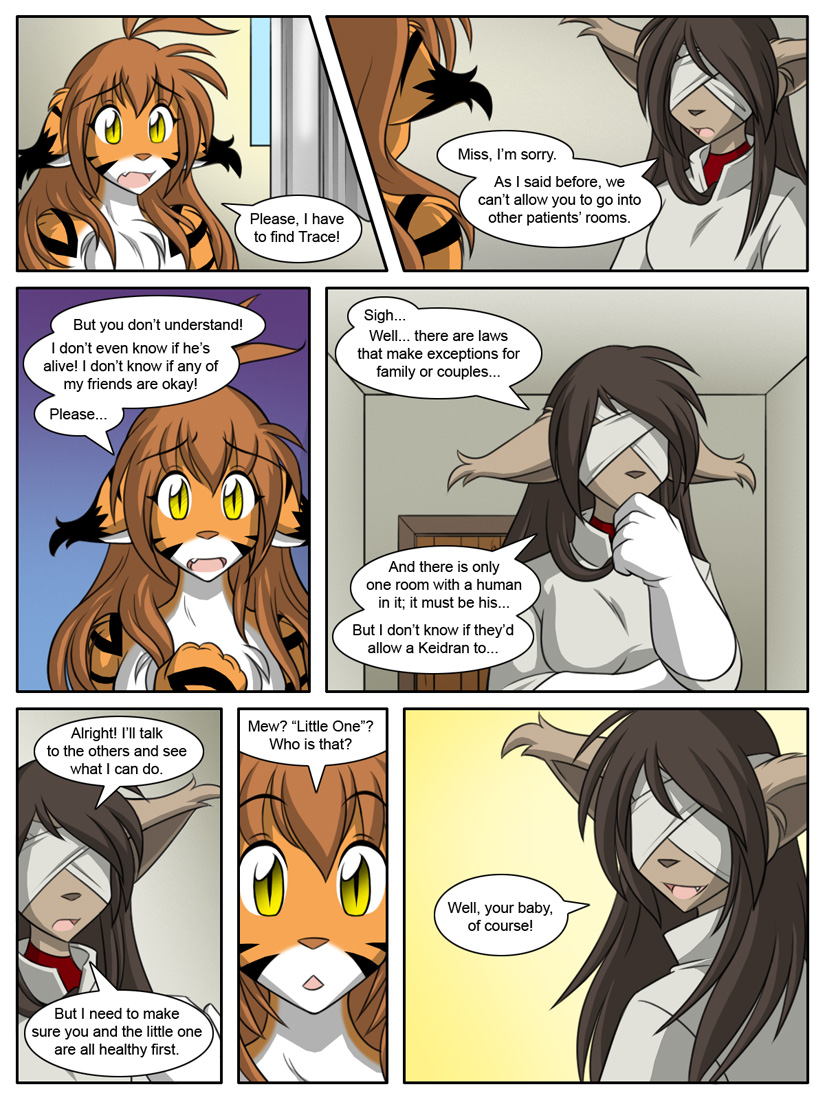 Please, I have
to find Trace!
Miss, I'm sorry.
As I said before, we
can't allow you to go into
other patients' rooms.
But you don't understand!
I don't even know if he's
alive! I don't know if any of
my friends are okay!
Please...
Sigh...
Well... there are laws
that make exceptions for
family or couples...
And there is only
one room with a human
in it; it must be his...
But I don't know if they'd
allow a Keidran to...
Alright! I'll talk
to the others and see
what I can do.
But I need to make
sure you and the little one
are all healthy first.
Mew? “Little One”?
Who is that?
Well, your baby,
of course!